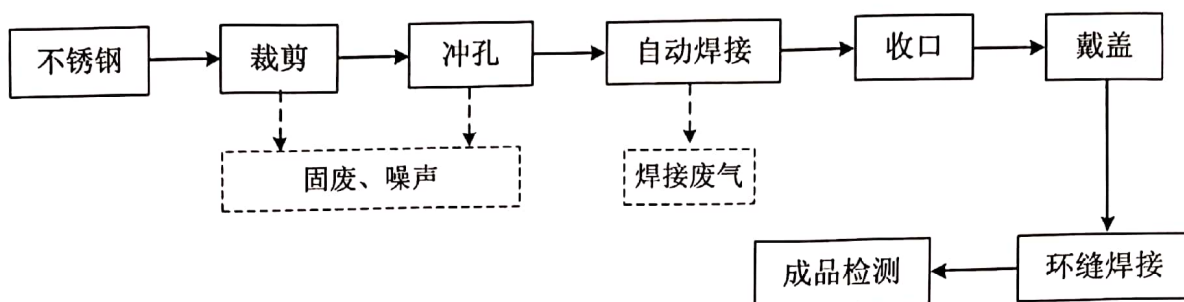 不锈钢
裁剪
冲孔
自动焊接
收口
戴盖
固废、噪声
焊接废气
成品检测
环缝焊接